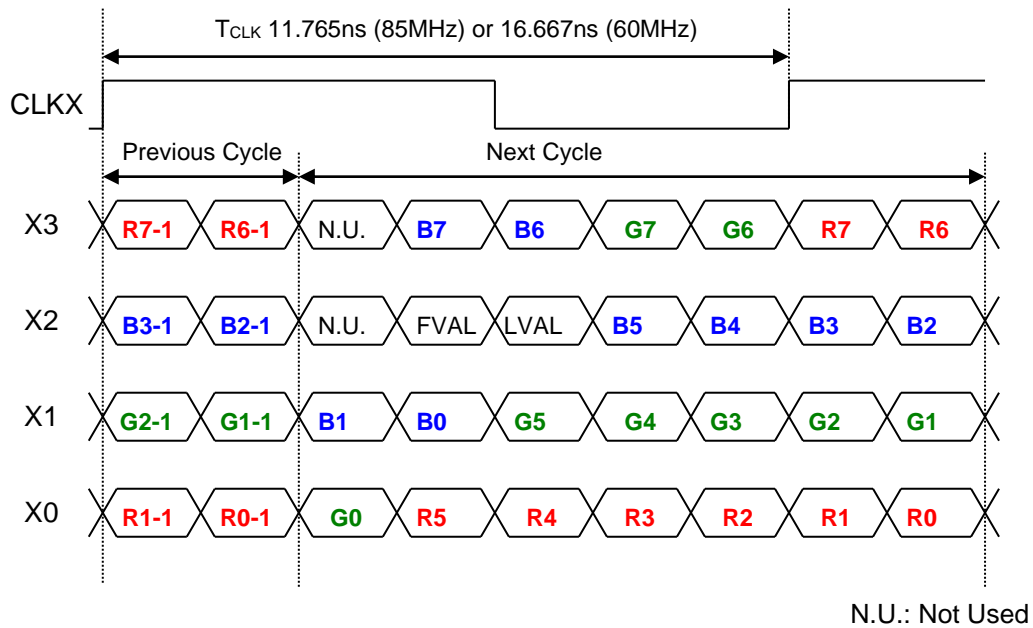 TCLK 11.765ns (85MHz) or 16.667ns (60MHz)
CLKX
Previous Cycle Next Cycle
X3 R7-1 R6-1 N.U. B7 B6 G7 G6 R7 R6
X2 B3-1 B2-1 N.U. FVAL LVAL B5 B4 B3 B2
X1 G2-1 G1-1 B1 B0 G5 G4 G3 G2 G1
X0 R1-1 R0-1 G0 R5 R4 R3 R2 R1 R0
N.U.: Not Used